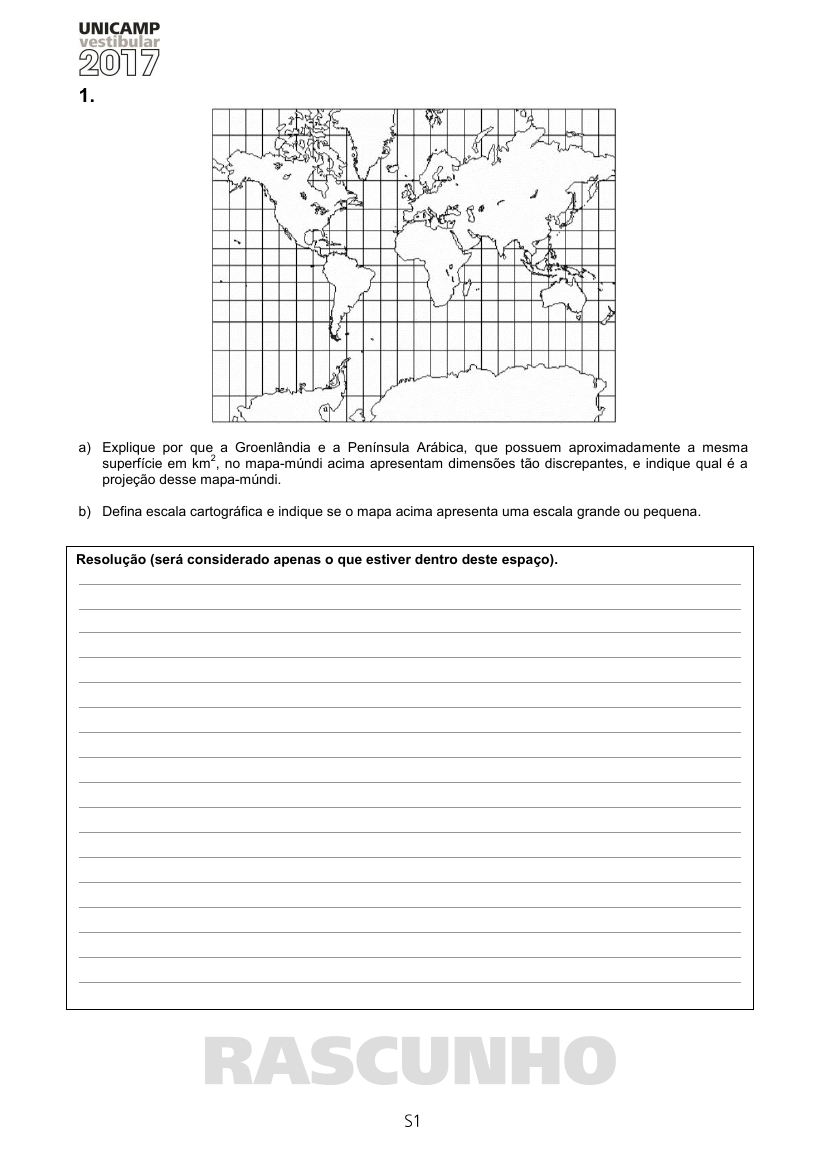 UNICAMP
vestibular
2017
1.
a) Explique por que a Groenlândia e a Península Arábica, que possuem aproximadamente a mesma
superfície em km², no mapa-múndi acima apresentam dimensões tão discrepantes, e indique qual é a
projeção desse mapa-múndi.
b) Defina escala cartográfica e indique se o mapa acima apresenta uma escala grande ou pequena.
Resolução (será considerado apenas o que estiver dentro deste espaço).
RASCUNHO
S1